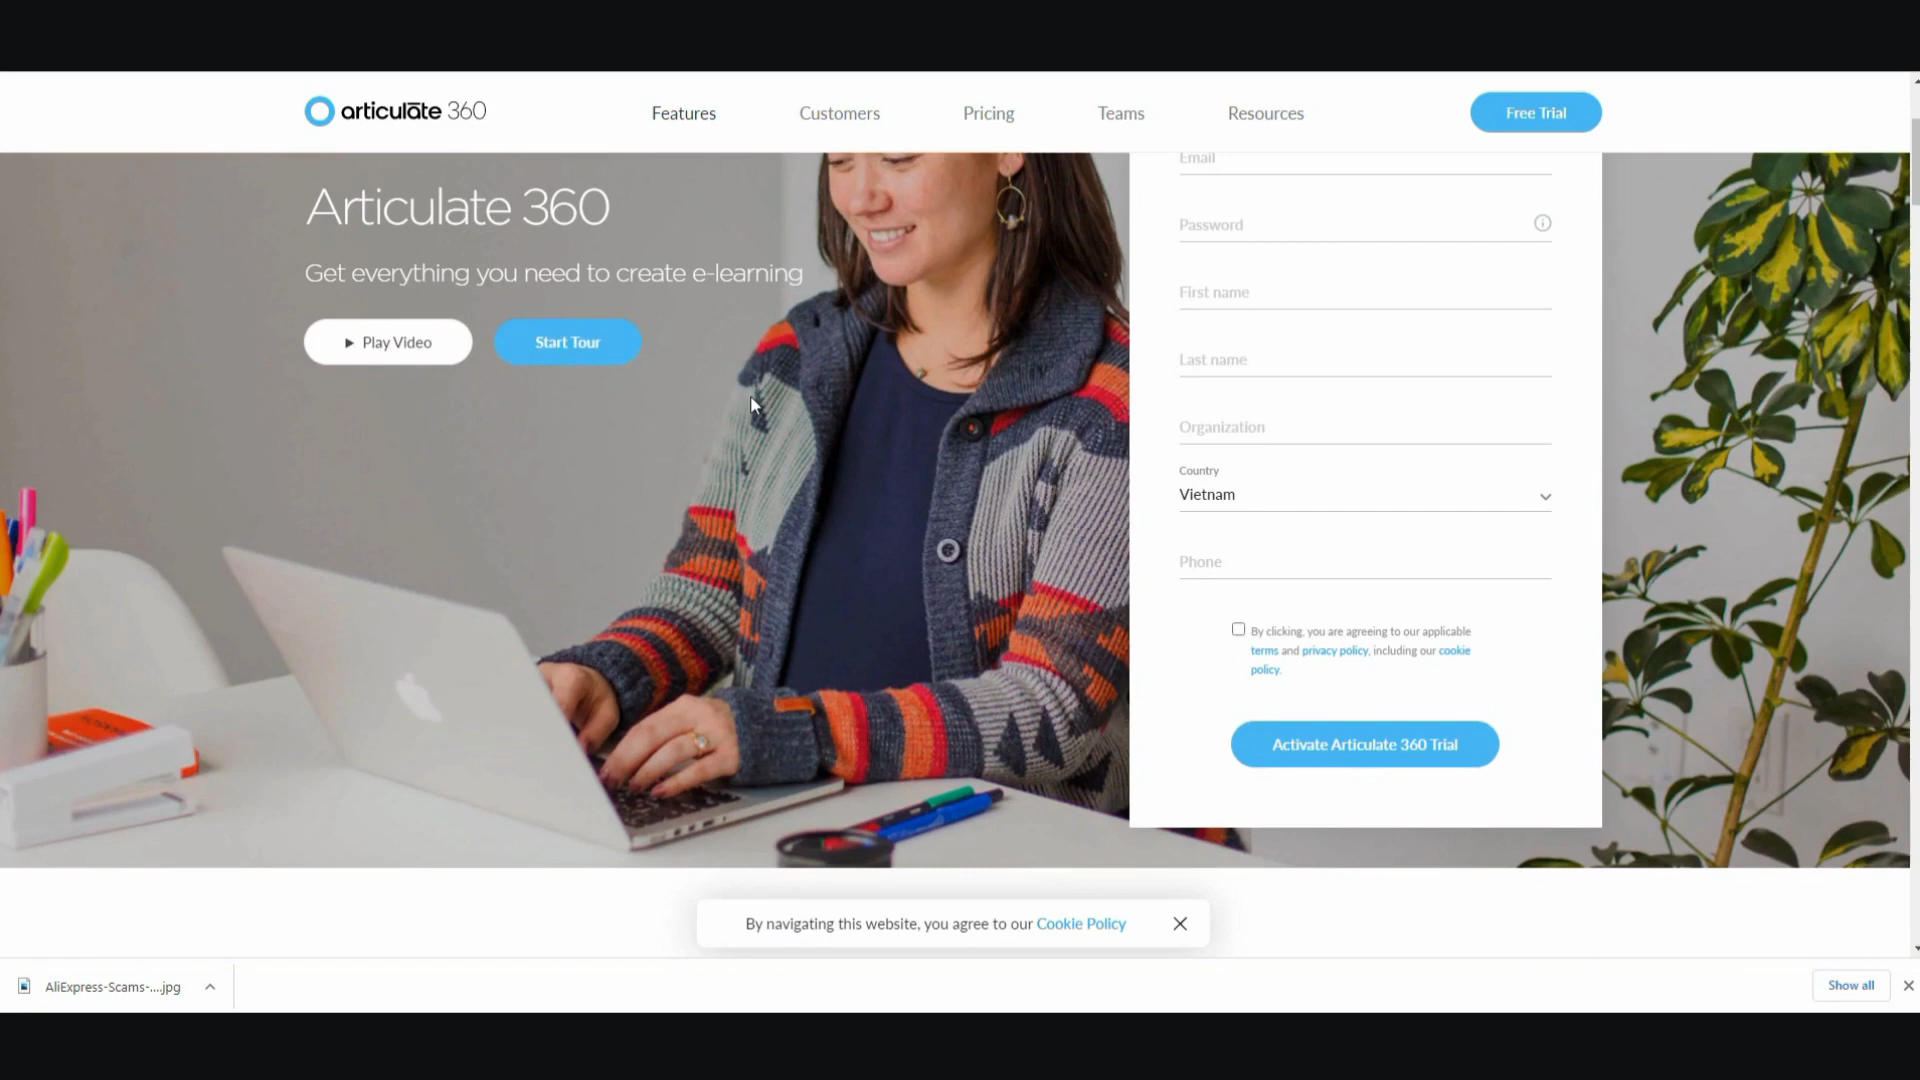 articulāte 360
Features
Customers
Pricing
Teams
Resources
Free Trial
Articulate 360
Get everything you need to create e-learning
Play Video
Start Tour
Email
Password
First name
Last name
Organization
Country
Vietnam
Phone
By clicking, you are agreeing to our applicable
terms and privacy policy, including our cookie
policy.
Activate Articulate 360 Trial
By navigating this website, you agree to our Cookie Policy
AliExpress-Scams-....jpg
Show all